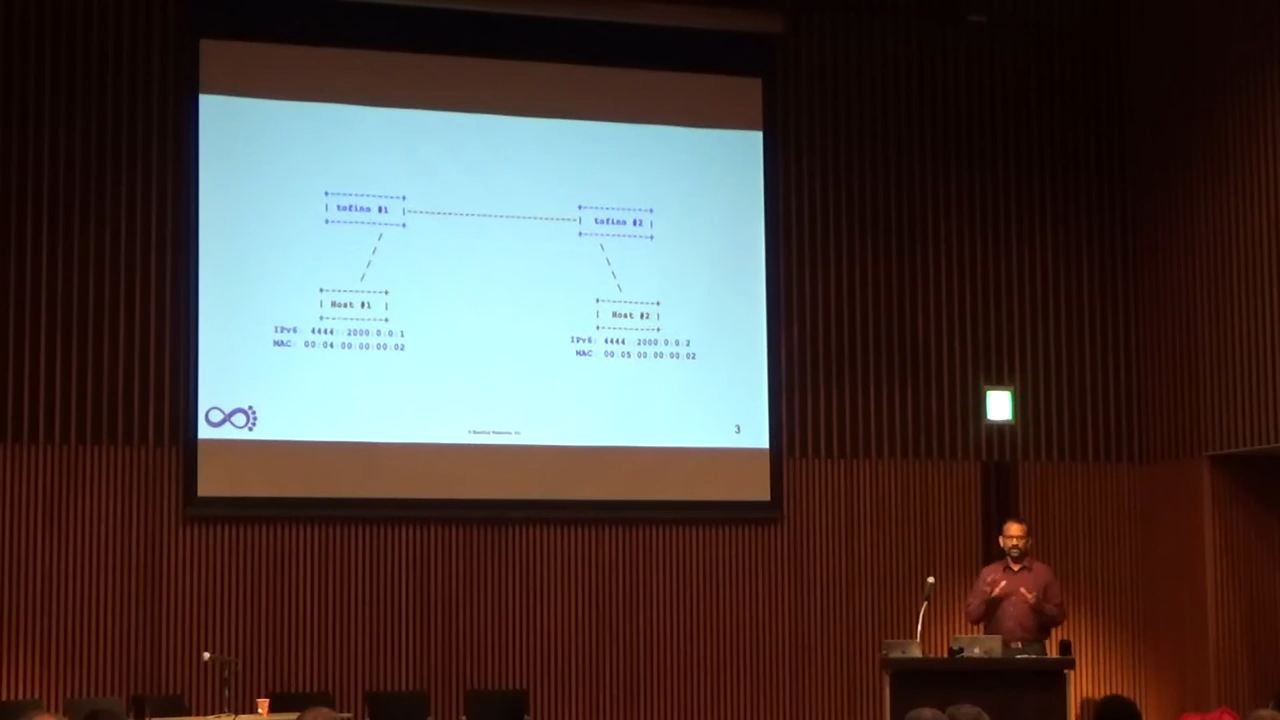 tofino #1
tofino #2
Host #1
Host #2
IPv6: 4444::2000:0:0:1
MAC: 00:04:00:00:00:02
IPv6: 4444::2000:0:0:2
MAC: 00:05:00:00:00:02
3